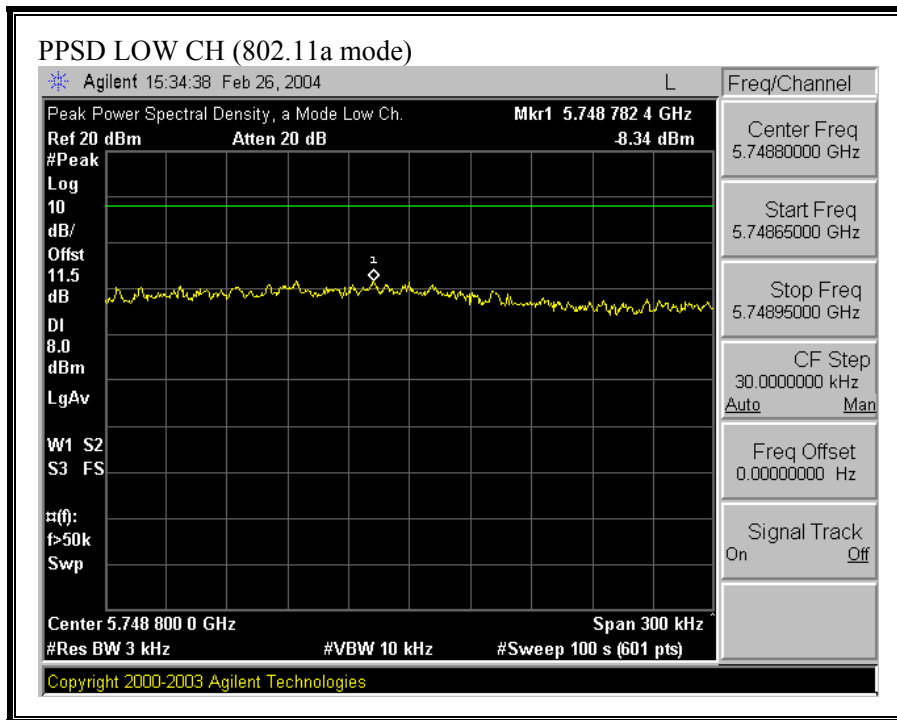 PPSD LOW CH (802.11a mode)
Agilent 15:34:38 Feb 26, 2004 L
Peak Power Spectral Density, a Mode Low Ch. Mkr1 5.748 782 4 GHz
Ref 20 dBm Atten 20 dB -8.34 dBm
#Peak
Log
10
dB/
Offst
11.5
dB
DI
8.0
dBm
LgAv
W1 S2
S3 FS
¤(f):
f>50k
Swp
1
Center 5.748 800 0 GHz Span 300 kHz ^
#Res BW 3 kHz #VBW 10 kHz #Sweep 100 s (601 pts)
Copyright 2000-2003 Agilent Technologies
Freq/Channel
Center Freq
5.74880000 GHz
Start Freq
5.74865000 GHz
Stop Freq
5.74895000 GHz
CF Step
30.0000000 kHz
Auto Man
Freq Offset
0.00000000 Hz
Signal Track
On Off